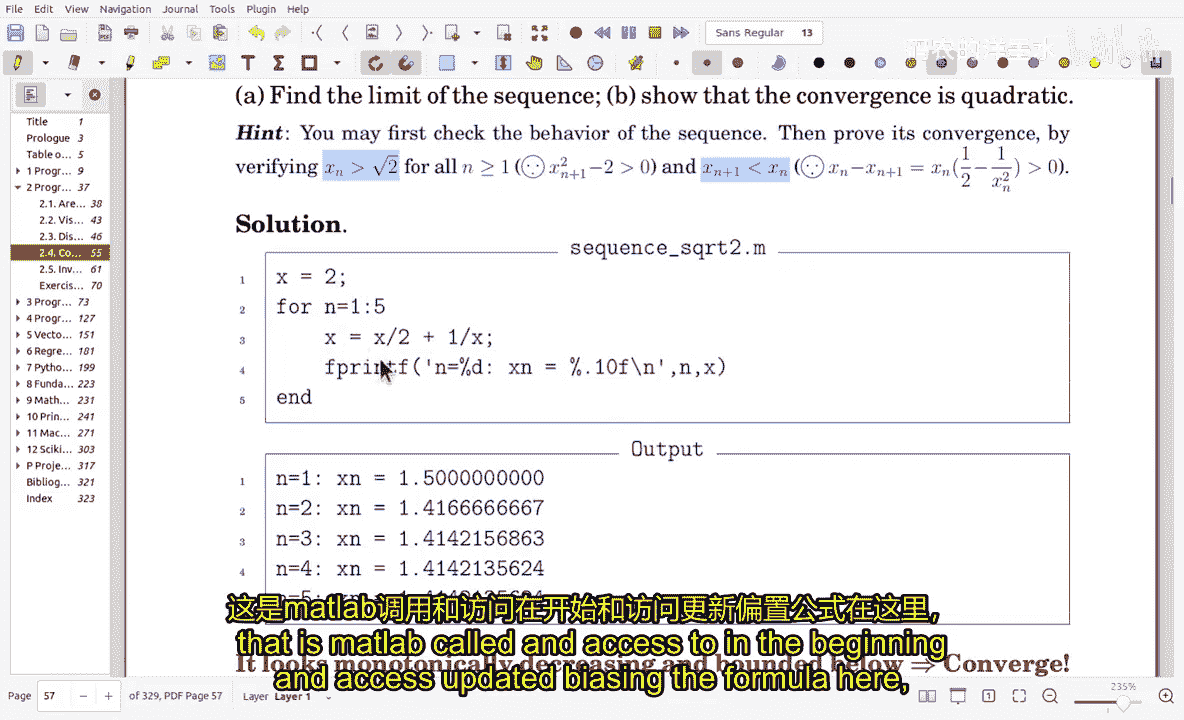 File Edit View Navigation Journal Tools Plugin Help
Sans Regular 13
(a) Find the limit of the sequence; (b) show that the convergence is quadratic.
Hint: You may first check the behavior of the sequence. Then prove its convergence, by
verifying xₙ > √2 for all n ≥ 1 (∵ x²ₙ₊₁−2 > 0) and xₙ₊₁ < xₙ (∵ xₙ−xₙ₊₁ = xₙ(1/2 − 1/xₙ²) > 0).
Solution.
sequence_sqrt2.m
1 x = 2;
2 for n=1:5
3 x = x/2 + 1/x;
4 fprintf('n=%d: xn = %.10f\n',n,x)
5 end
Output
1 n=1: xn = 1.5000000000
2 n=2: xn = 1.4166666667
3 n=3: xn = 1.4142156863
4 n=4: xn = 1.4142135624
这是matlab调用和访问在开始和访问更新偏置公式在这里,
that is matlab called and access to in the beginning
and access updated biasing the formula here,
It looks monotonically decreasing and bounded below ⇒ Converge!
Title 1
Prologue 3
Table o... 5
1 Progr... 9
2 Progr... 37
2.1. Are... 38
2.2. Vis... 43
2.3. Dis... 46
2.4. Co... 55
2.5. Inv... 61
Exercis... 70
3 Progr... 73
4 Progr... 127
5 Vecto... 151
6 Regre... 181
7 Pytho... 199
8 Funda... 223
9 Math... 231
10 Prin... 241
11 Mac... 271
12 Sciki... 303
P Proje... 317
Bibliog... 321
Index 323
Page 57 − + of 329, PDF Page 57 Layer Layer 1
235%